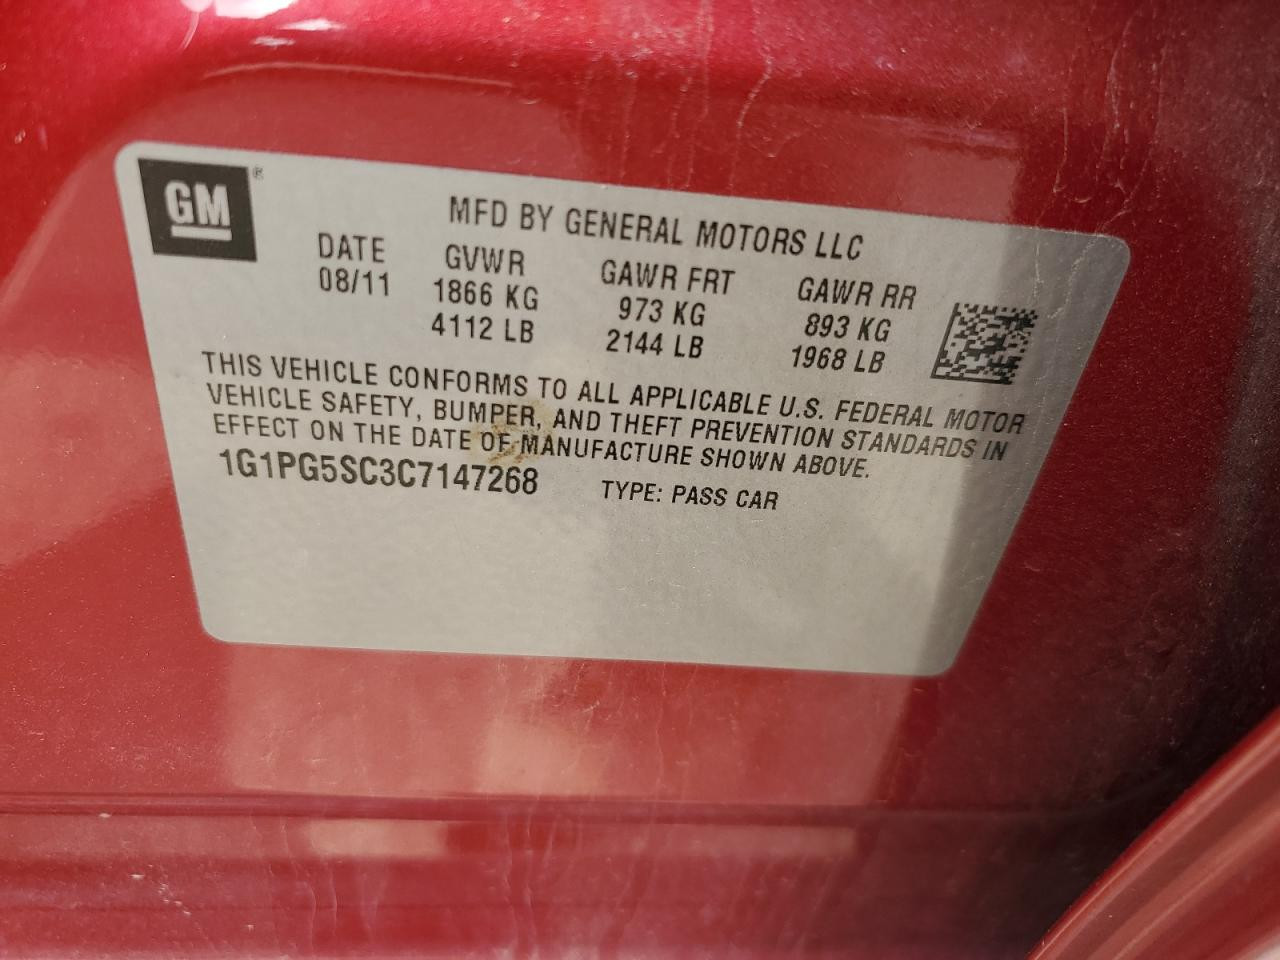 GM®
MFD BY GENERAL MOTORS LLC
DATE GVWR GAWR FRT GAWR RR
08/11 1866 KG 973 KG 893 KG
4112 LB 2144 LB 1968 LB
THIS VEHICLE CONFORMS TO ALL APPLICABLE U.S. FEDERAL MOTOR
VEHICLE SAFETY, BUMPER, AND THEFT PREVENTION STANDARDS IN
EFFECT ON THE DATE OF MANUFACTURE SHOWN ABOVE.
1G1PG5SC3C7147268 TYPE: PASS CAR